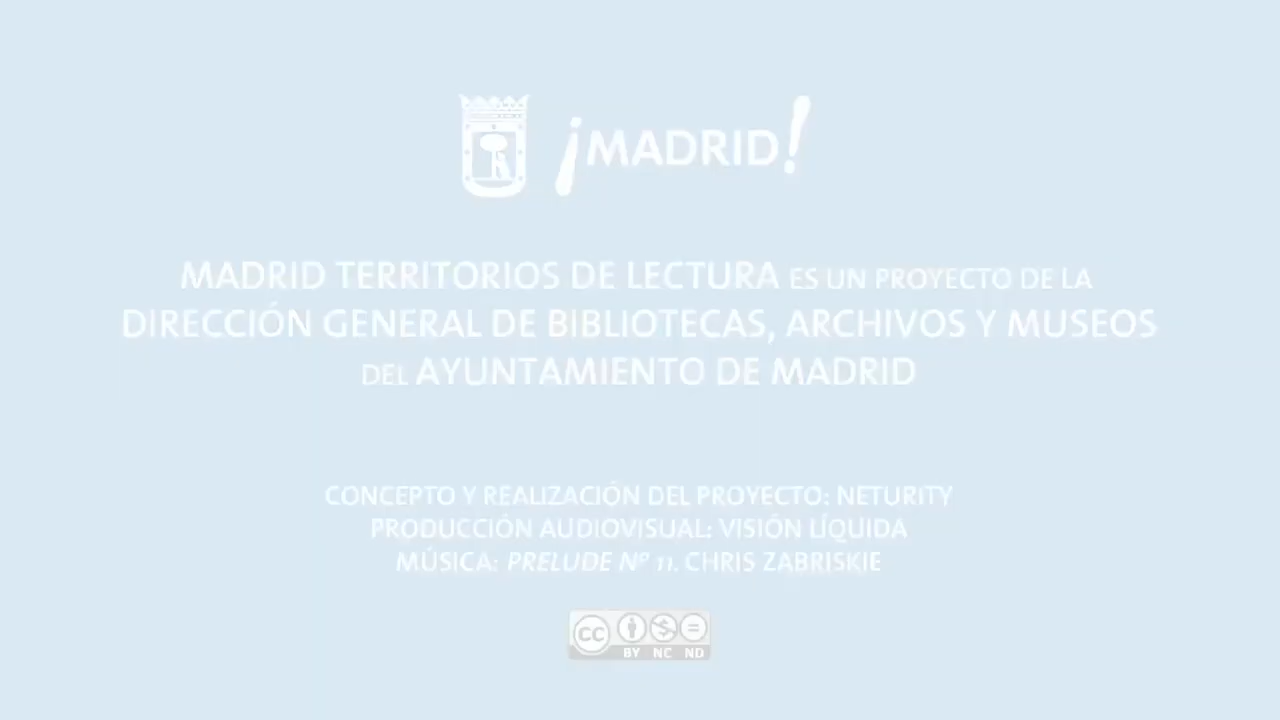 ¡MADRID!
MADRID TERRITORIOS DE LECTURA ES UN PROYECTO DE LA
DIRECCIÓN GENERAL DE BIBLIOTECAS, ARCHIVOS Y MUSEOS
DEL AYUNTAMIENTO DE MADRID
CONCEPTO Y REALIZACIÓN DEL PROYECTO: NETURITY
PRODUCCIÓN AUDIOVISUAL: VISIÓN LÍQUIDA
MÚSICA: PRELUDE Nº 11. CHRIS ZABRISKIE
CC BY NC ND